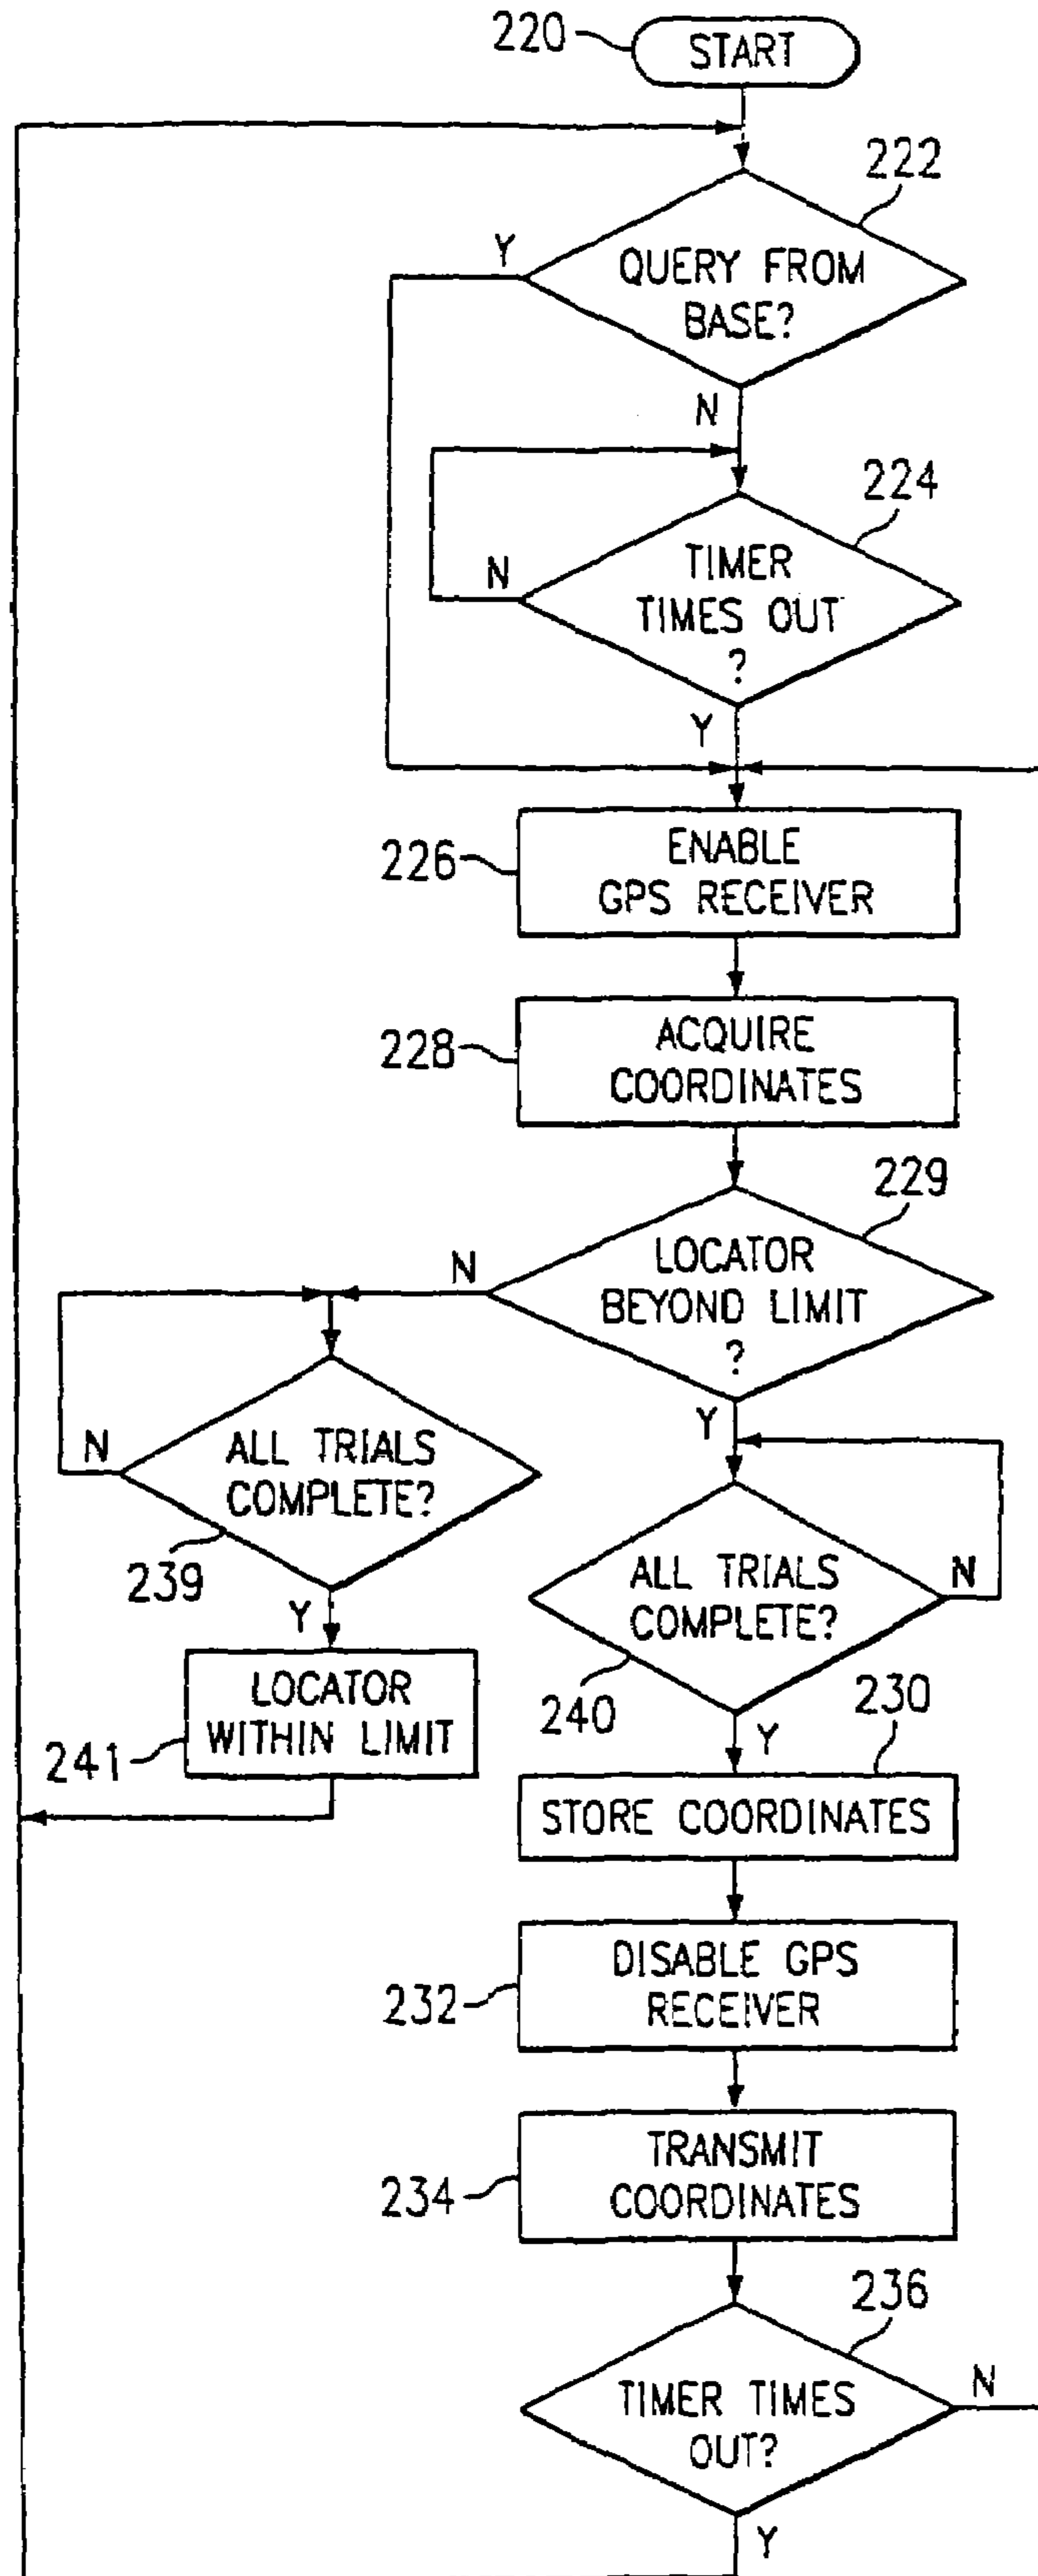 220
START
222
Y
QUERY FROM
BASE?
N
224
N
TIMER
TIMES OUT
?
Y
226
ENABLE
GPS RECEIVER
228
ACQUIRE
COORDINATES
229
N
LOCATOR
BEYOND LIMIT
?
Y
N
ALL TRIALS
COMPLETE?
239
Y
ALL TRIALS
COMPLETE?
N
240
Y
230
LOCATOR
WITHIN LIMIT
241
STORE COORDINATES
232
DISABLE GPS
RECEIVER
234
TRANSMIT
COORDINATES
236
TIMER TIMES
OUT?
N
Y